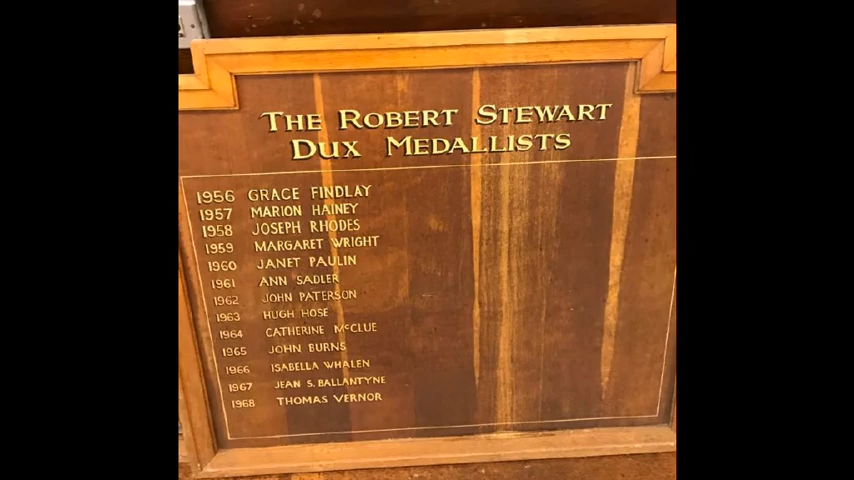 THE ROBERT STEWART
DUX MEDALLISTS
1956 GRACE FINDLAY
1957 MARION HAINEY
1958 JOSEPH RHODES
1959 MARGARET WRIGHT
1960 JANET PAULIN
1961 ANN SADLER
1962 JOHN PATERSON
1963 HUGH HOSE
1964 CATHERINE McCLUE
1965 JOHN BURNS
1966 ISABELLA WHALEN
1967 JEAN S. BALLANTYNE
1968 THOMAS VERNOR